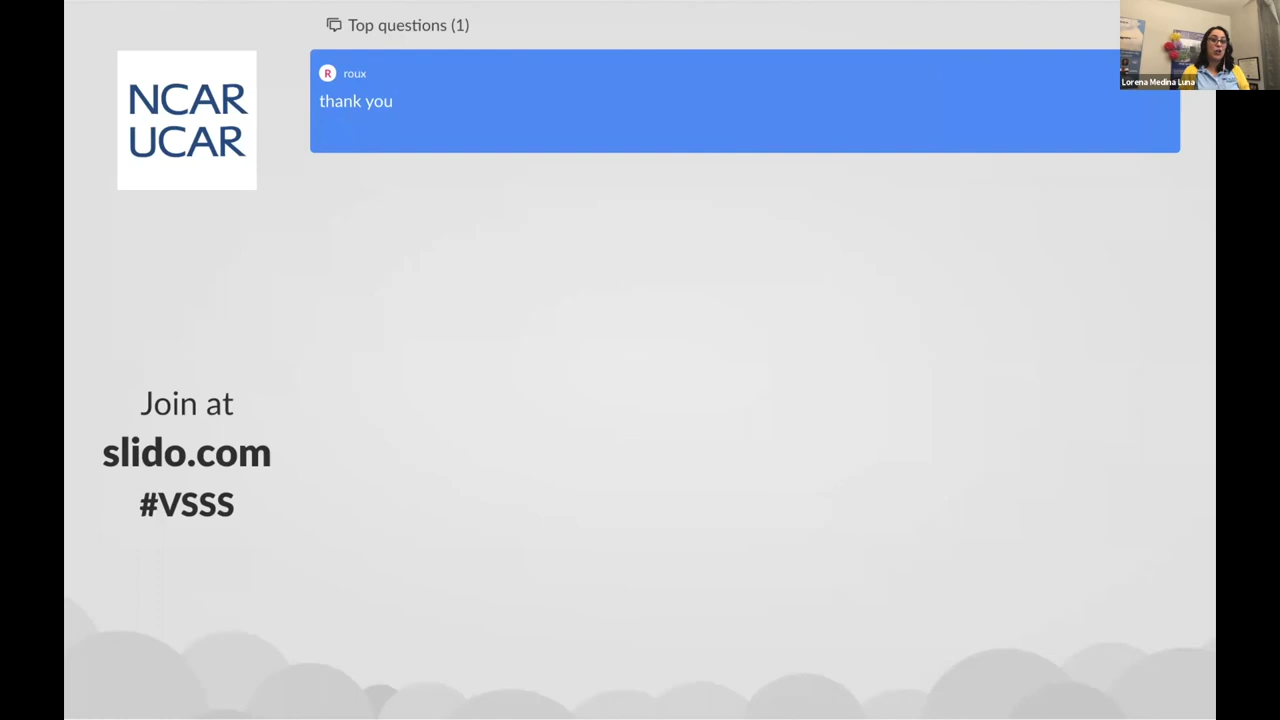 Top questions (1)
NCAR
UCAR
R roux
thank you
Lorena Medina Luna
Join at
slido.com
#VSSS